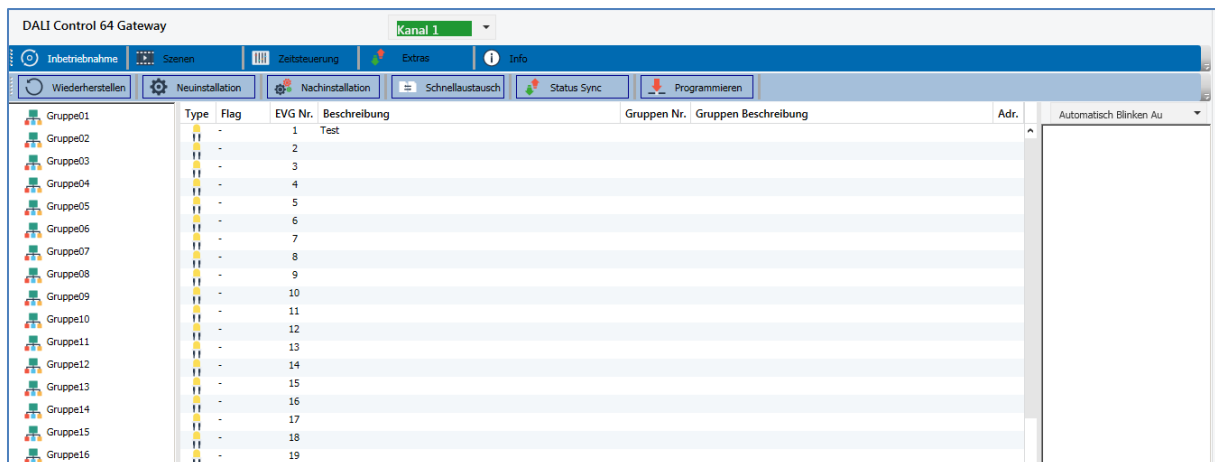 DALI Control 64 Gateway Kanal 1
Inbetriebnahme Szenen Zeitsteuerung Extras Info
Wiederherstellen Neuinstallation Nachinstallation Schnellaustausch Status Sync Programmieren
Gruppe01
Gruppe02
Gruppe03
Gruppe04
Gruppe05
Gruppe06
Gruppe07
Gruppe08
Gruppe09
Gruppe10
Gruppe11
Gruppe12
Gruppe13
Gruppe14
Gruppe15
Gruppe16
Type Flag EVG Nr. Beschreibung Gruppen Nr. Gruppen Beschreibung Adr.
- 1 Test
- 2
- 3
- 4
- 5
- 6
- 7
- 8
- 9
- 10
- 11
- 12
- 13
- 14
- 15
- 16
- 17
- 18
- 19
Automatisch Blinken Au